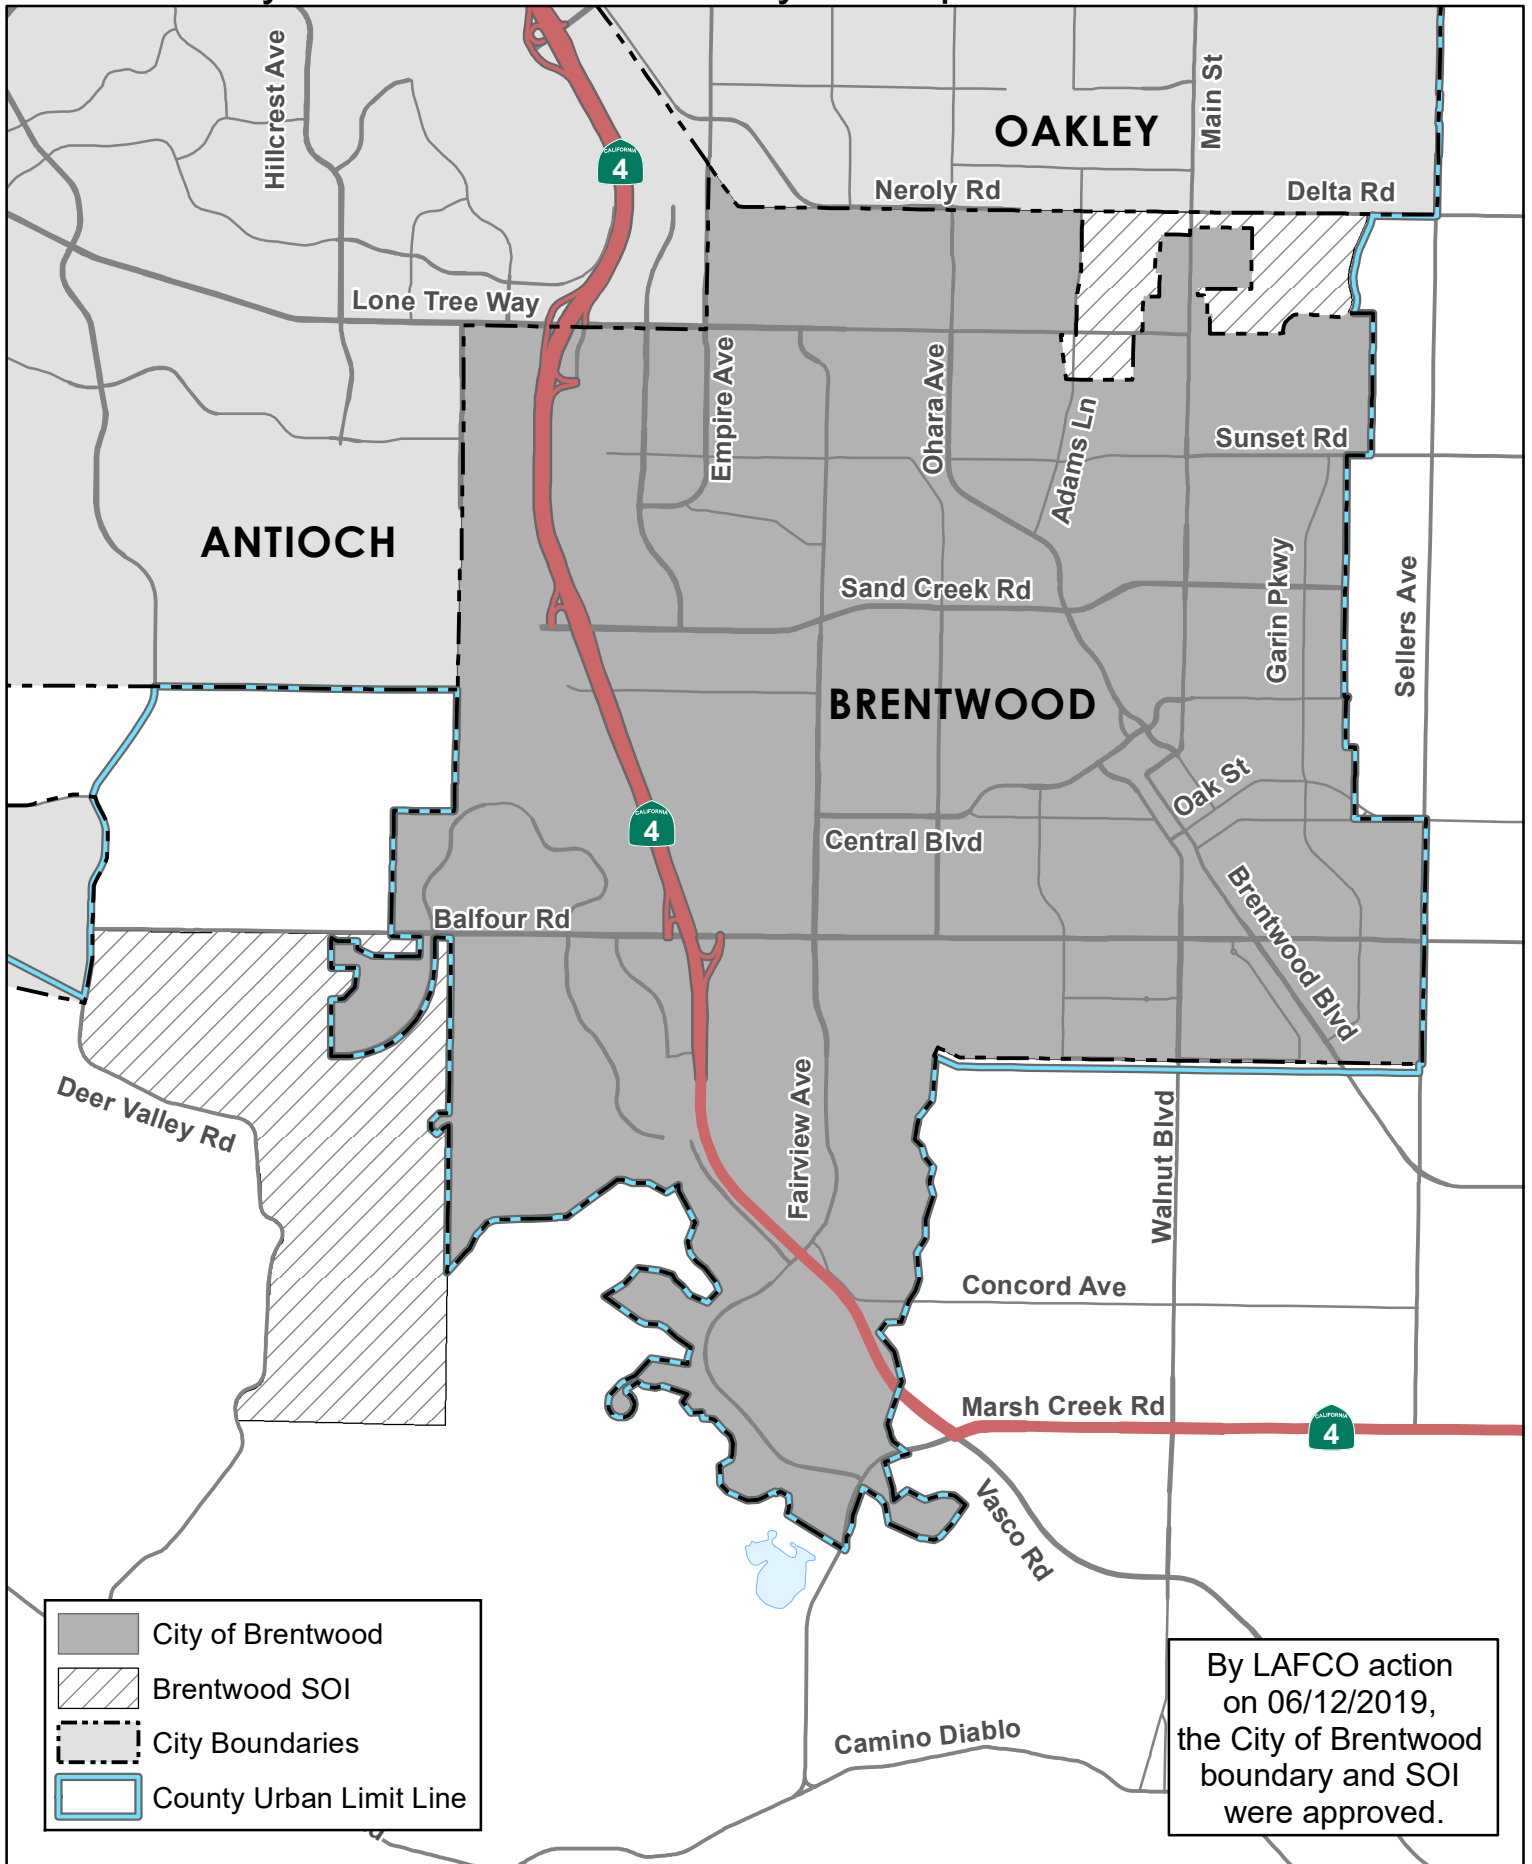 Hillcrest Ave
Main St
OAKLEY
CALIFORNIA
4
Neroly Rd
Delta Rd
Lone Tree Way
Empire Ave
Ohara Ave
Adams Ln
Sunset Rd
ANTIOCH
Sand Creek Rd
Garin Pkwy
Sellers Ave
BRENTWOOD
Oak St
CALIFORNIA
4
Central Blvd
Brentwood Blvd
Balfour Rd
Deer Valley Rd
Fairview Ave
Walnut Blvd
Concord Ave
Marsh Creek Rd
CALIFORNIA
4
Vasco Rd
Camino Diablo
City of Brentwood
Brentwood SOI
City Boundaries
County Urban Limit Line
By LAFCO action
on 06/12/2019,
the City of Brentwood
boundary and SOI
were approved.